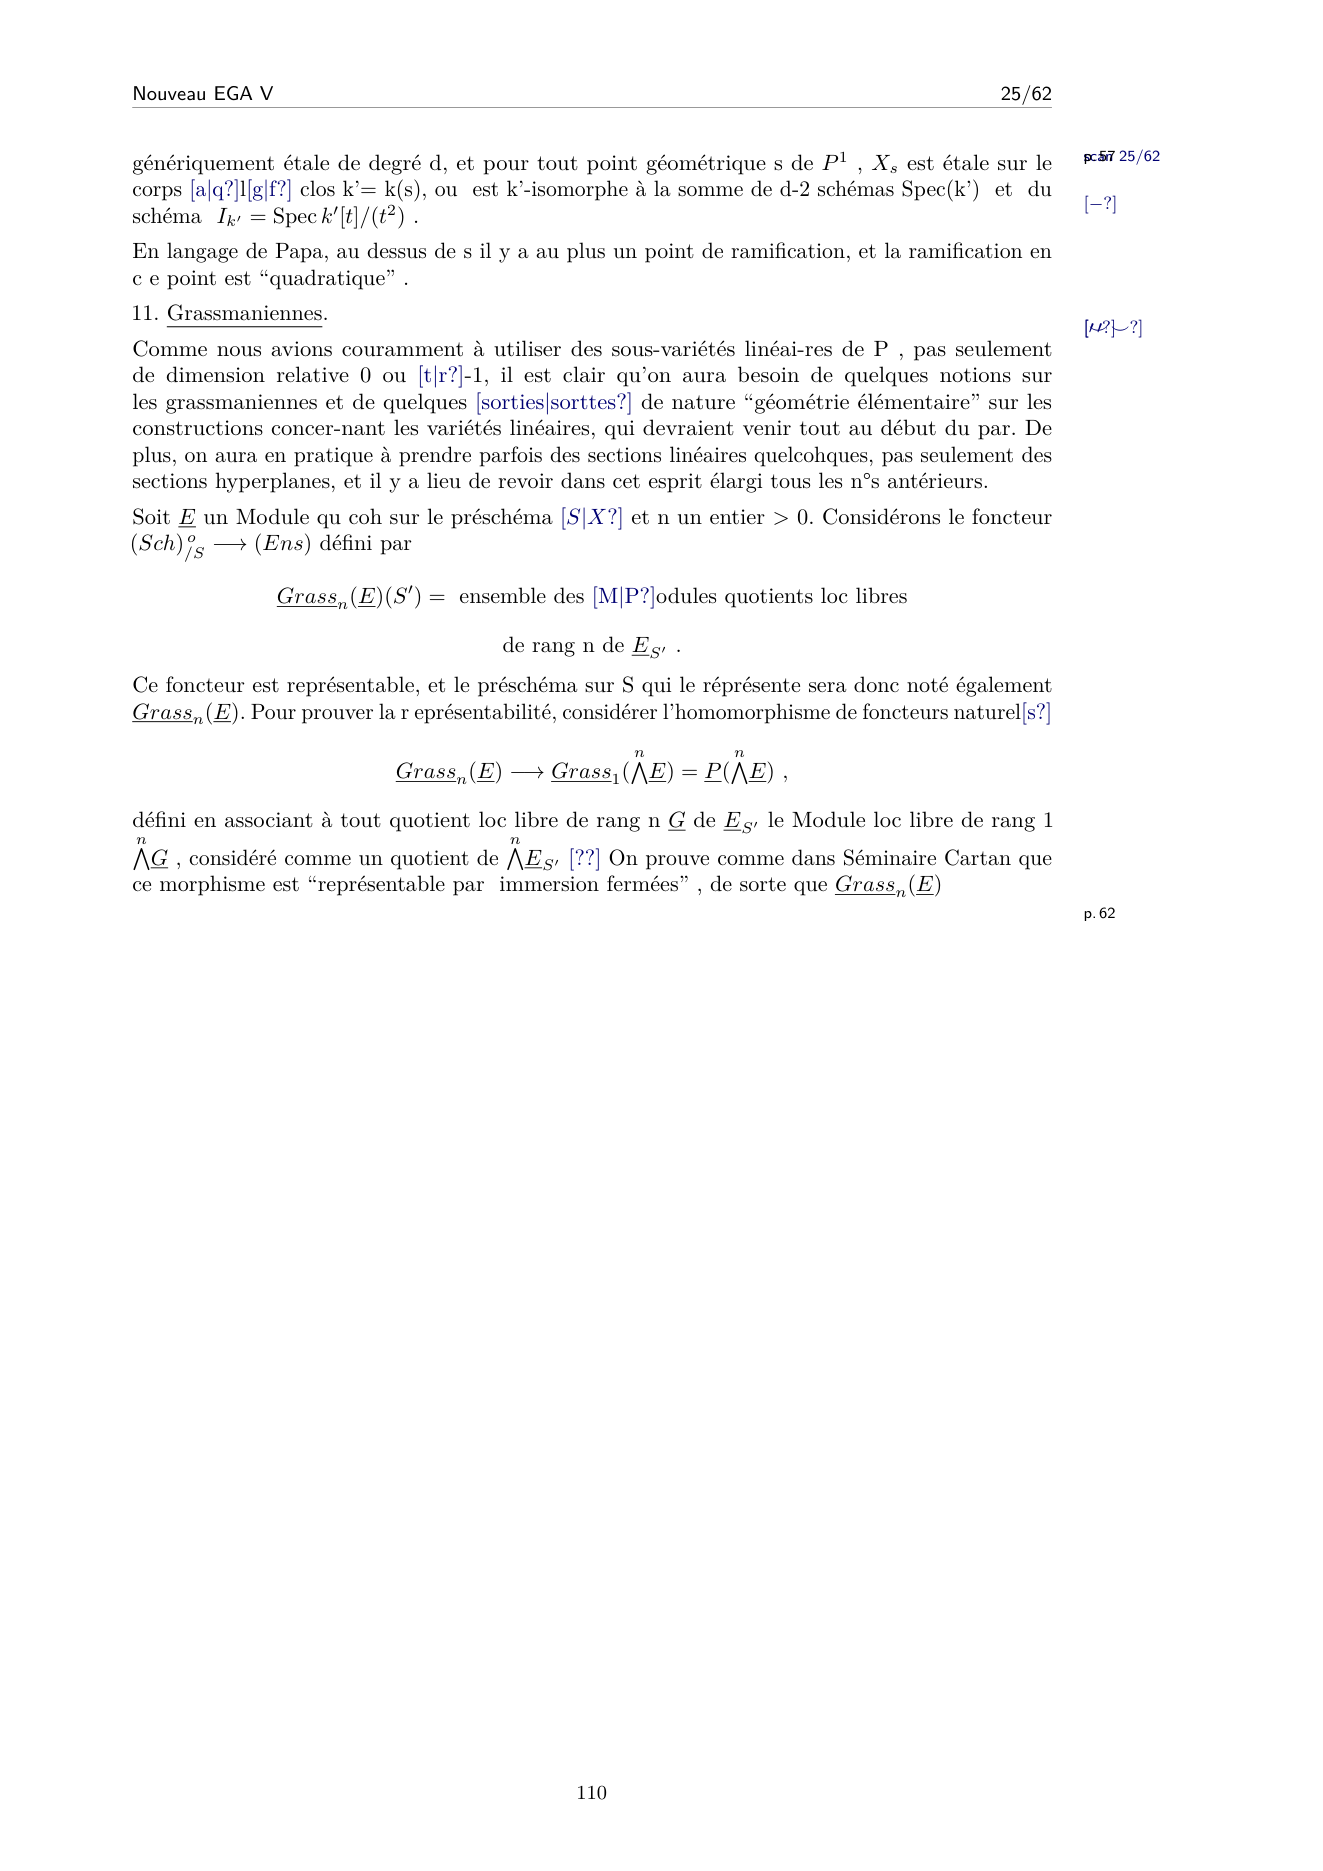 Nouveau EGA V 25/62
génériquement étale de degré d, et pour tout point géométrique s de P¹ , Xₛ est étale sur le
25/62
corps [a|q?]l[g|f?] clos k'= k(s), ou est k'-isomorphe à la somme de d-2 schémas Spec(k') et du
[−?]
schéma I_{k′} = Spec k′[t]/(t²) .
En langage de Papa, au dessus de s il y a au plus un point de ramification, et la ramification en
c e point est “quadratique” .
11. Grassmaniennes.
Comme nous avions couramment à utiliser des sous-variétés linéai-res de P , pas seulement
de dimension relative 0 ou [t|r?]-1, il est clair qu'on aura besoin de quelques notions sur
les grassmaniennes et de quelques [sorties|sorttes?] de nature “géométrie élémentaire” sur les
constructions concer-nant les variétés linéaires, qui devraient venir tout au début du par. De
plus, on aura en pratique à prendre parfois des sections linéaires quelcohques, pas seulement des
sections hyperplanes, et il y a lieu de revoir dans cet esprit élargi tous les n°s antérieurs.
Soit E un Module qu coh sur le préschéma [S|X?] et n un entier > 0. Considérons le foncteur
(Sch)°_{/S} ⟶ (Ens) défini par
Grassₙ(E)(S′) = ensemble des [M|P?]odules quotients loc libres
de rang n de E_{S′} .
Ce foncteur est représentable, et le préschéma sur S qui le réprésente sera donc noté également
Grassₙ(E). Pour prouver la r eprésentabilité, considérer l'homomorphisme de foncteurs naturel[s?]
Grassₙ(E) ⟶ Grass₁(⋀ⁿE) = P(⋀ⁿE) ,
défini en associant à tout quotient loc libre de rang n G de E_{S′} le Module loc libre de rang 1
⋀ⁿG , considéré comme un quotient de ⋀ⁿE_{S′} [??] On prouve comme dans Séminaire Cartan que
ce morphisme est “représentable par immersion fermées” , de sorte que Grassₙ(E)
p. 62
110